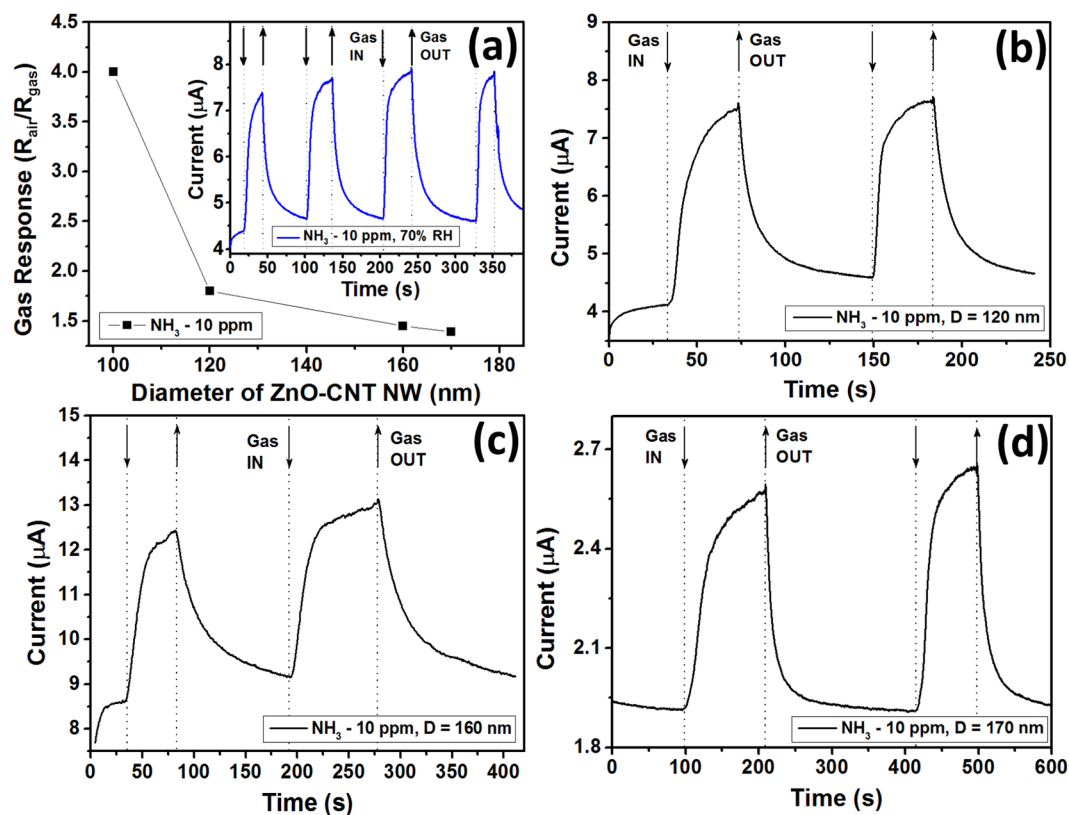 4.5
4.0
3.5
3.0
2.5
2.0
1.5
Gas Response (R_air/R_gas)
100 120 140 160 180
Diameter of ZnO-CNT NW (nm)
NH₃ - 10 ppm
(a)
Gas IN
Gas OUT
8
7
6
5
4
Current (µA)
NH₃ - 10 ppm, 70% RH
0 50 100 150 200 250 300 350
Time (s)
(b)
Gas IN
Gas OUT
8
7
6
5
4
Current (µA)
NH₃ - 10 ppm, D = 120 nm
0 50 100 150 200 250
Time (s)
(c)
Gas IN
Gas OUT
15
14
13
12
11
10
9
8
Current (µA)
NH₃ - 10 ppm, D = 160 nm
0 50 100 150 200 250 300 350 400
Time (s)
(d)
Gas IN
Gas OUT
2.7
2.4
2.1
1.8
Current (µA)
NH₃ - 10 ppm, D = 170 nm
0 100 200 300 400 500 600
Time (s)